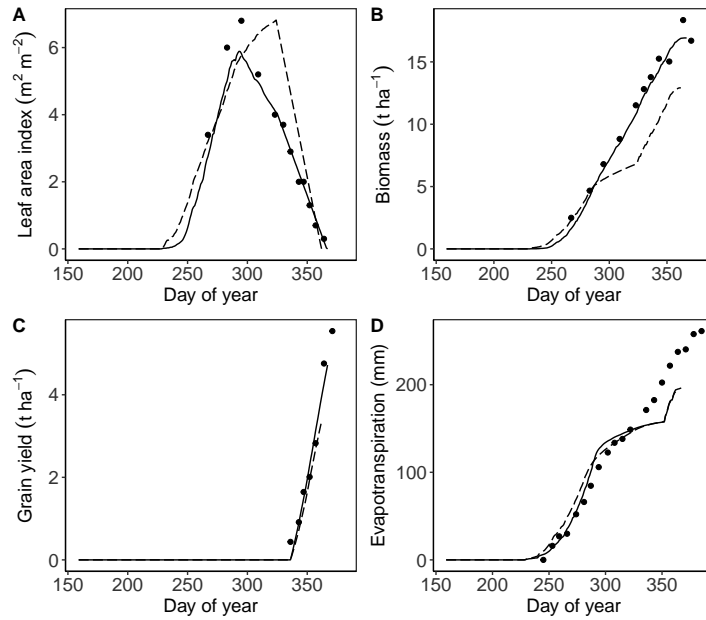 A
Leaf area index (m² m⁻²)
6
4
2
0
150 200 250 300 350
Day of year
B
Biomass (t ha⁻¹)
15
10
5
0
150 200 250 300 350
Day of year
C
Grain yield (t ha⁻¹)
4
2
0
150 200 250 300 350
Day of year
D
Evapotranspiration (mm)
200
100
0
150 200 250 300 350
Day of year